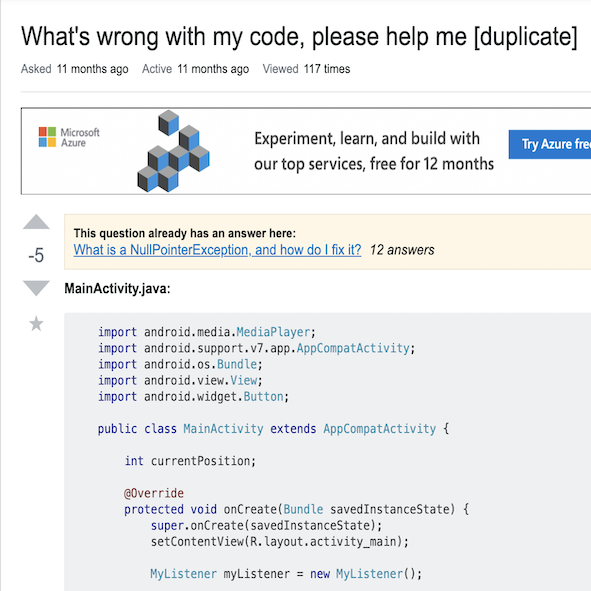 What's wrong with my code, please help me [duplicate]
Asked 11 months ago Active 11 months ago Viewed 117 times
Microsoft
Azure
Experiment, learn, and build with
our top services, free for 12 months
Try Azure free
-5
This question already has an answer here:
What is a NullPointerException, and how do I fix it? 12 answers
MainActivity.java:
import android.media.MediaPlayer;
import android.support.v7.app.AppCompatActivity;
import android.os.Bundle;
import android.view.View;
import android.widget.Button;
public class MainActivity extends AppCompatActivity {
int currentPosition;
@Override
protected void onCreate(Bundle savedInstanceState) {
super.onCreate(savedInstanceState);
setContentView(R.layout.activity_main);
MyListener myListener = new MyListener();